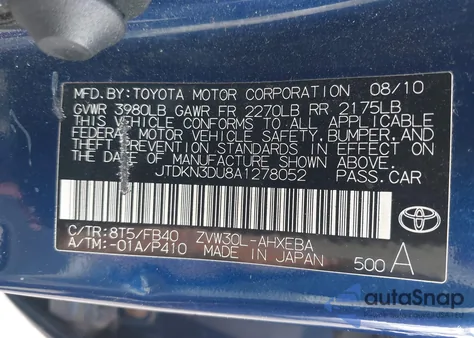 MFD.BY:TOYOTA MOTOR CORPORATION 08/10
GVWR 3980LB GAWR FR 2270LB RR 2175LB
THIS VEHICLE CONFORMS TO ALL APPLICABLE
FEDERAL MOTOR VEHICLE SAFETY, BUMPER, AND
THEFT PREVENTION STANDARDS IN EFFECT ON
THE DATE OF MANUFACTURE SHOWN ABOVE.
JTDKN3DU8A1278052 PASS.CAR
C/TR:8T5/FB40 ZVW30L-AHXEBA
A/TM:-01A/P410 MADE IN JAPAN
500 A
TOYOTA
autoSnap